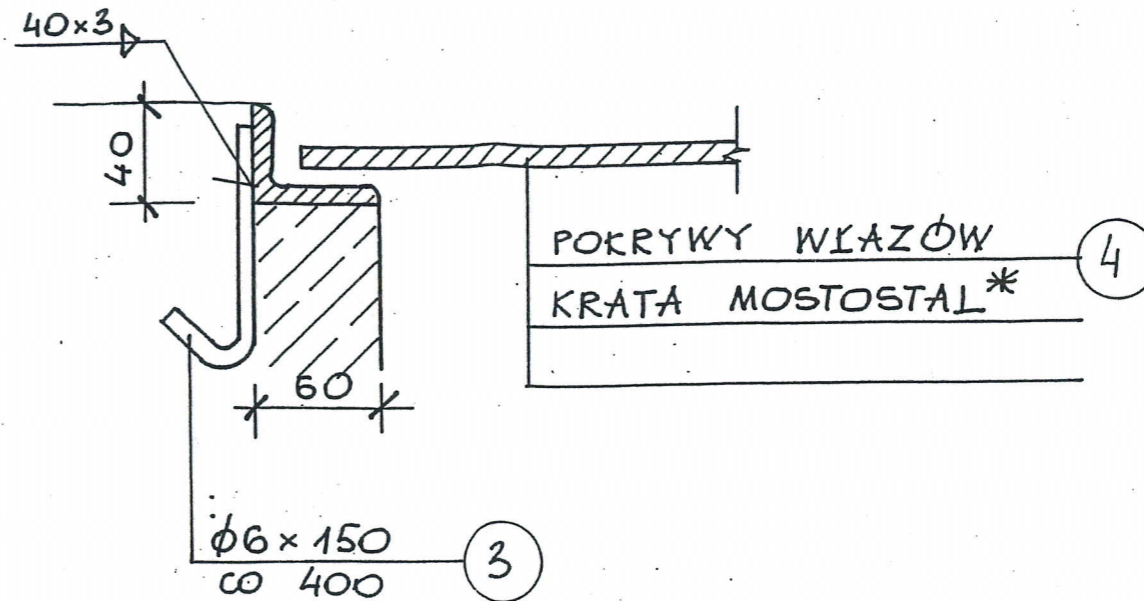 40×3
40
POKRYWY WŁAZÓW
4
KRATA MOSTOSTAL*
60
ϕ6 × 150
co 400
3